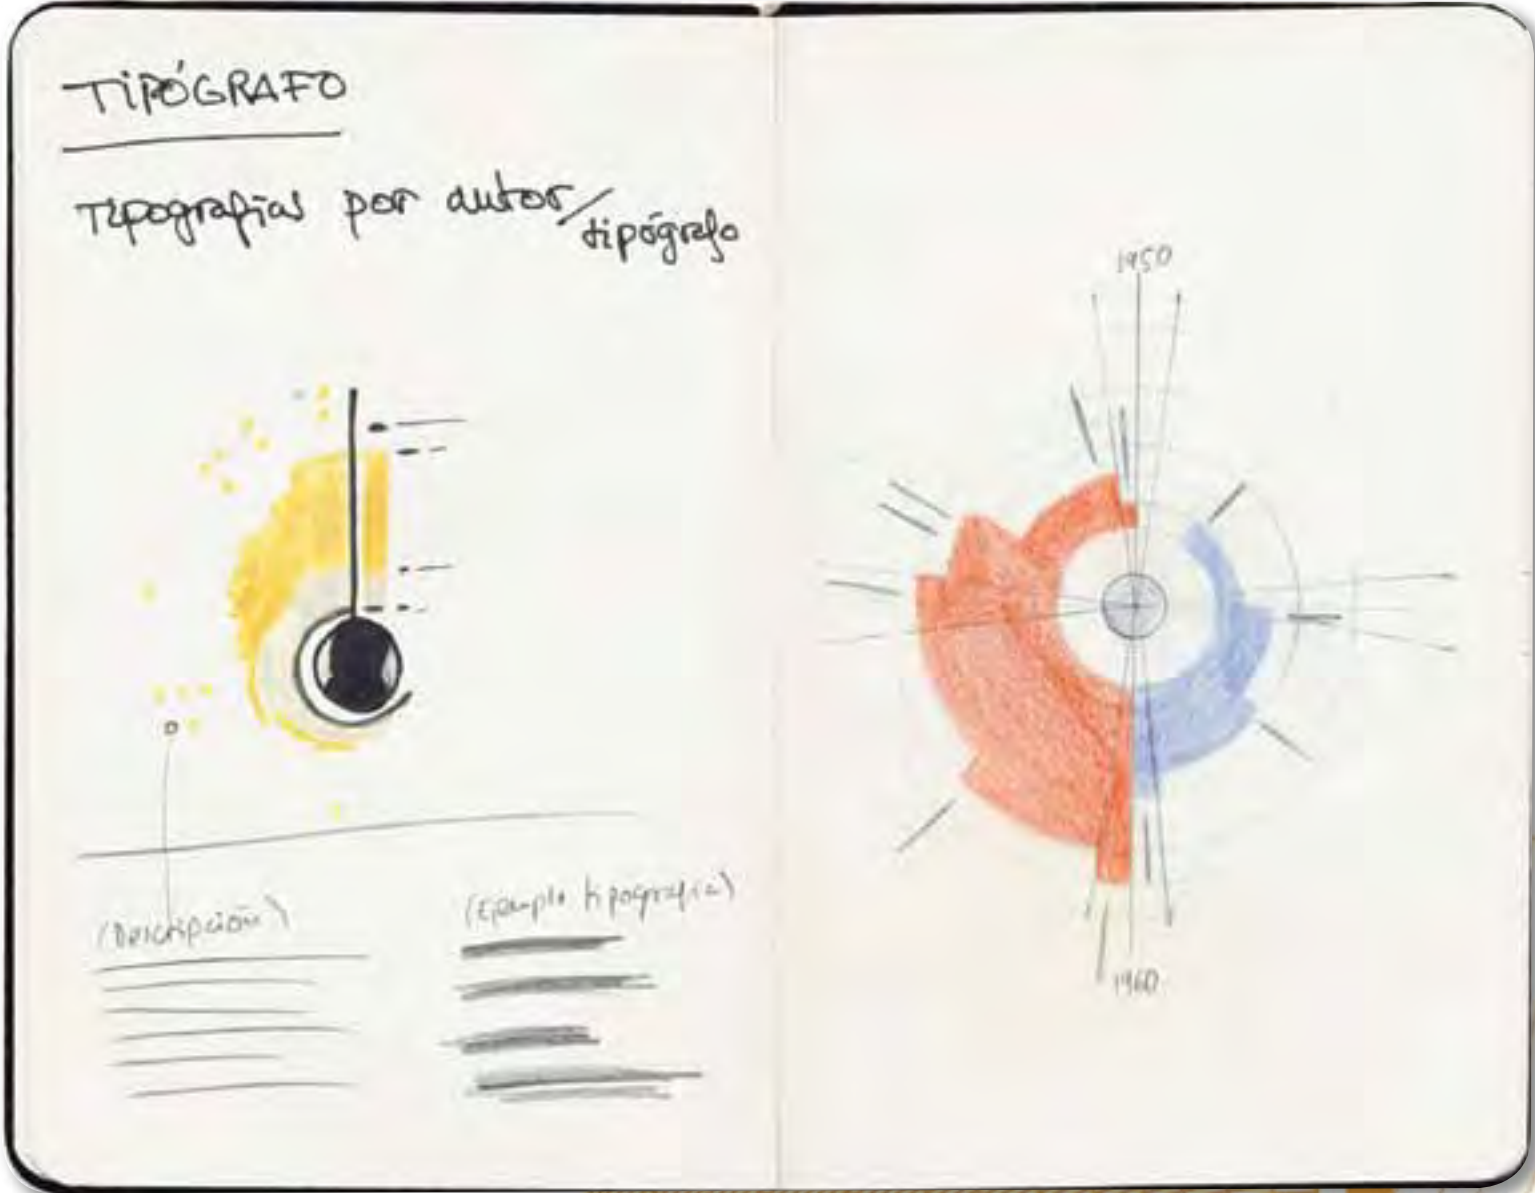 TIPÓGRAFO
Tipografías por autor/
tipógrafo
(Descripción)
(Ejemplo tipografía)
1950
1960